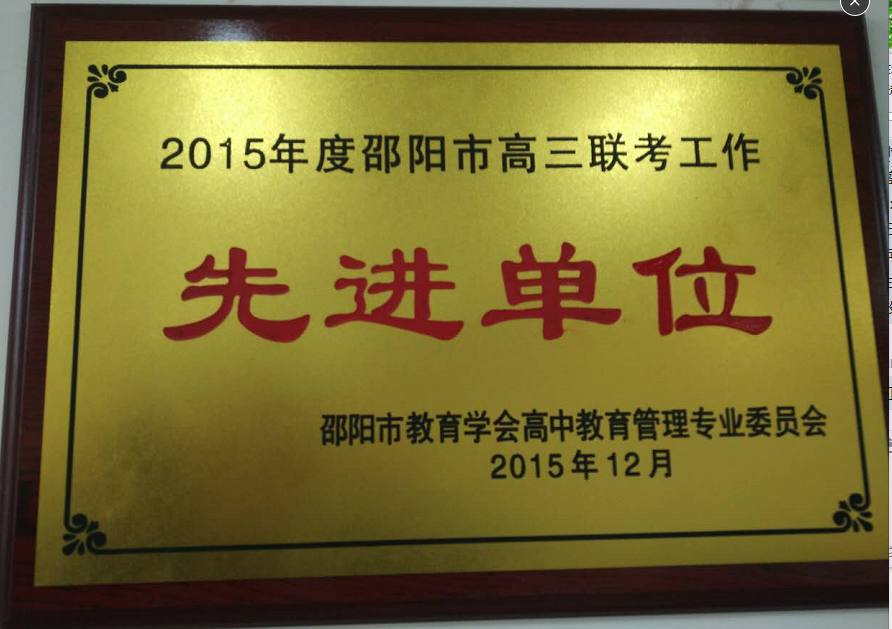 2015年度邵阳市高三联考工作
先进单位
邵阳市教育学会高中教育管理专业委员会
2015年12月